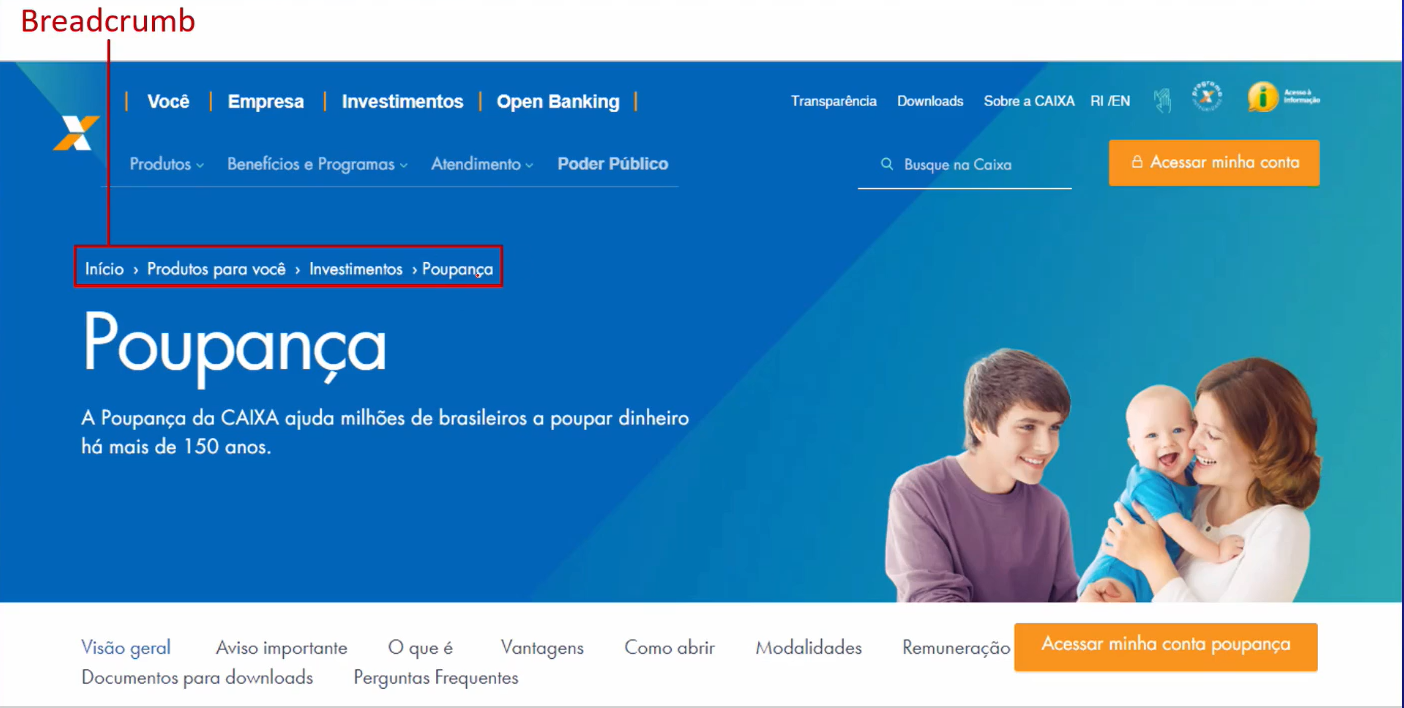 Breadcrumb
Você Empresa Investimentos Open Banking Transparência Downloads Sobre a CAIXA RI /EN Acesso à Informação
Produtos Benefícios e Programas Atendimento Poder Público Busque na Caixa Acessar minha conta
Início › Produtos para você › Investimentos › Poupança
Poupança
A Poupança da CAIXA ajuda milhões de brasileiros a poupar dinheiro
há mais de 150 anos.
Visão geral Aviso importante O que é Vantagens Como abrir Modalidades Remuneração Acessar minha conta poupança
Documentos para downloads Perguntas Frequentes